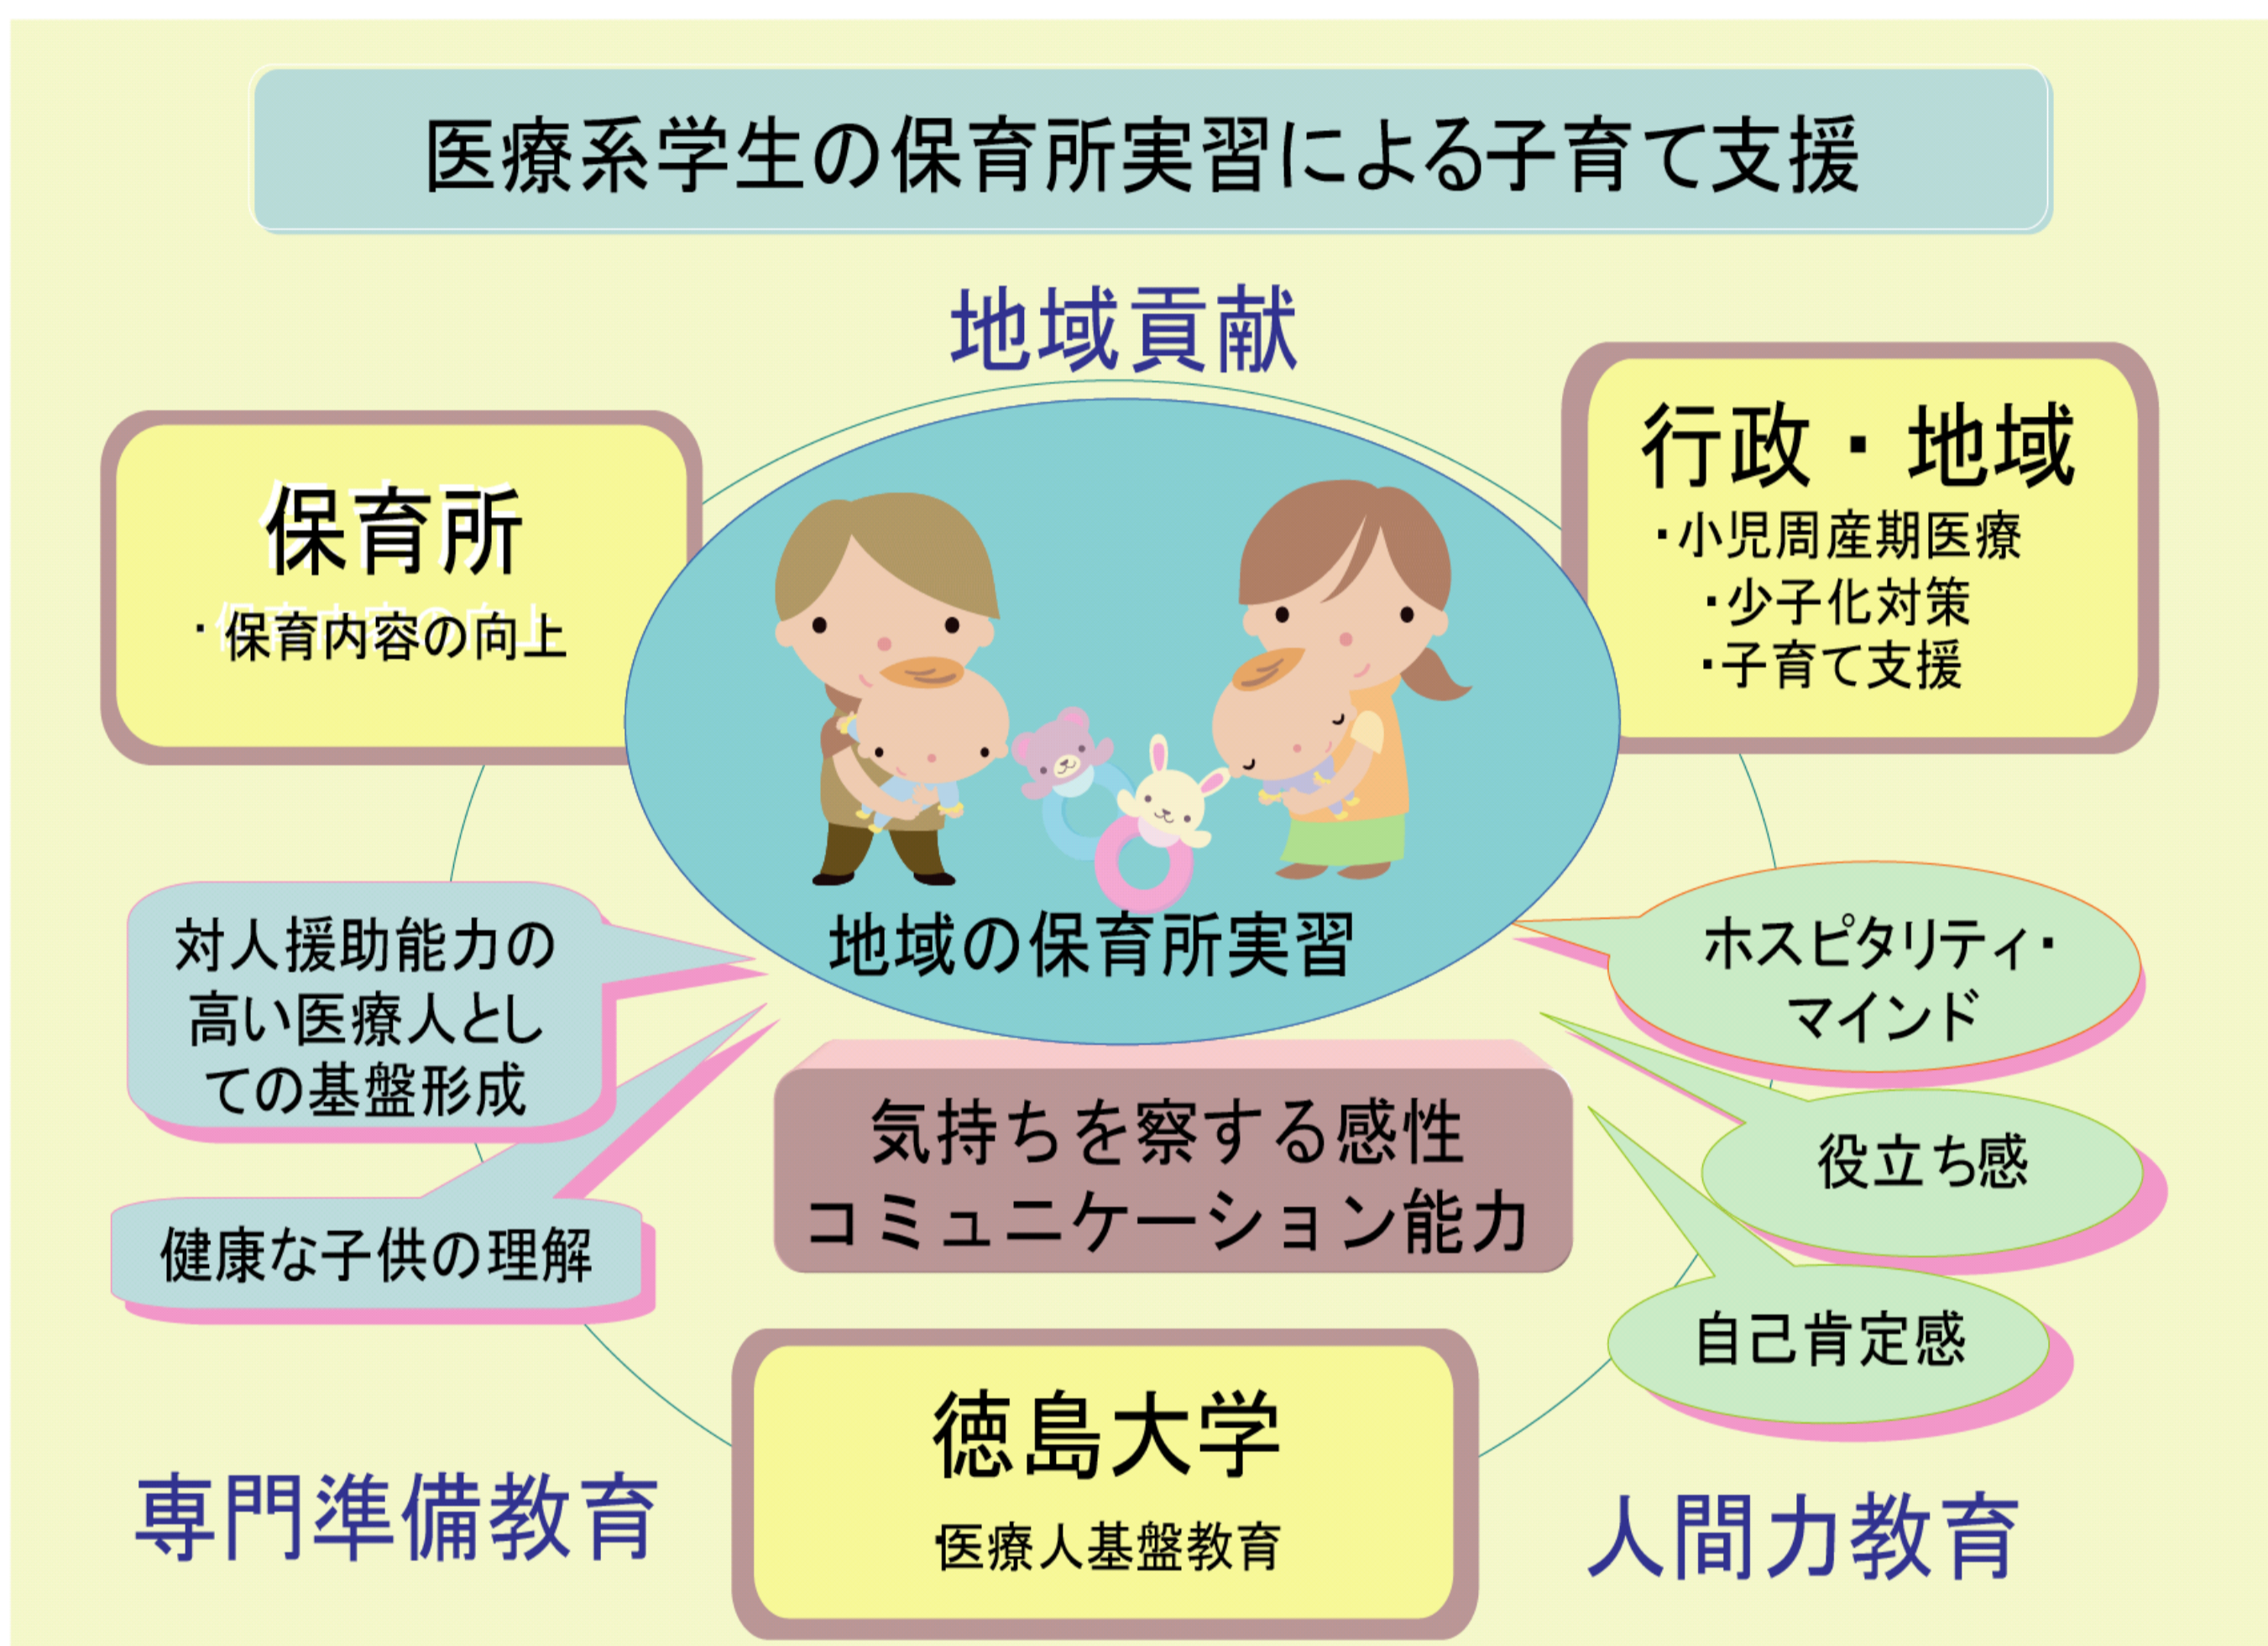 医療系学生の保育所実習による子育て支援
地域貢献
保育所
・保育内容の向上
行政・地域
・小児周産期医療
・少子化対策
・子育て支援
地域の保育所実習
対人援助能力の
高い医療人とし
ての基盤形成
健康な子供の理解
ホスピタリティ・
マインド
役立ち感
自己肯定感
気持ちを察する感性
コミュニケーション能力
徳島大学
・医療人基盤教育
専門準備教育
人間力教育